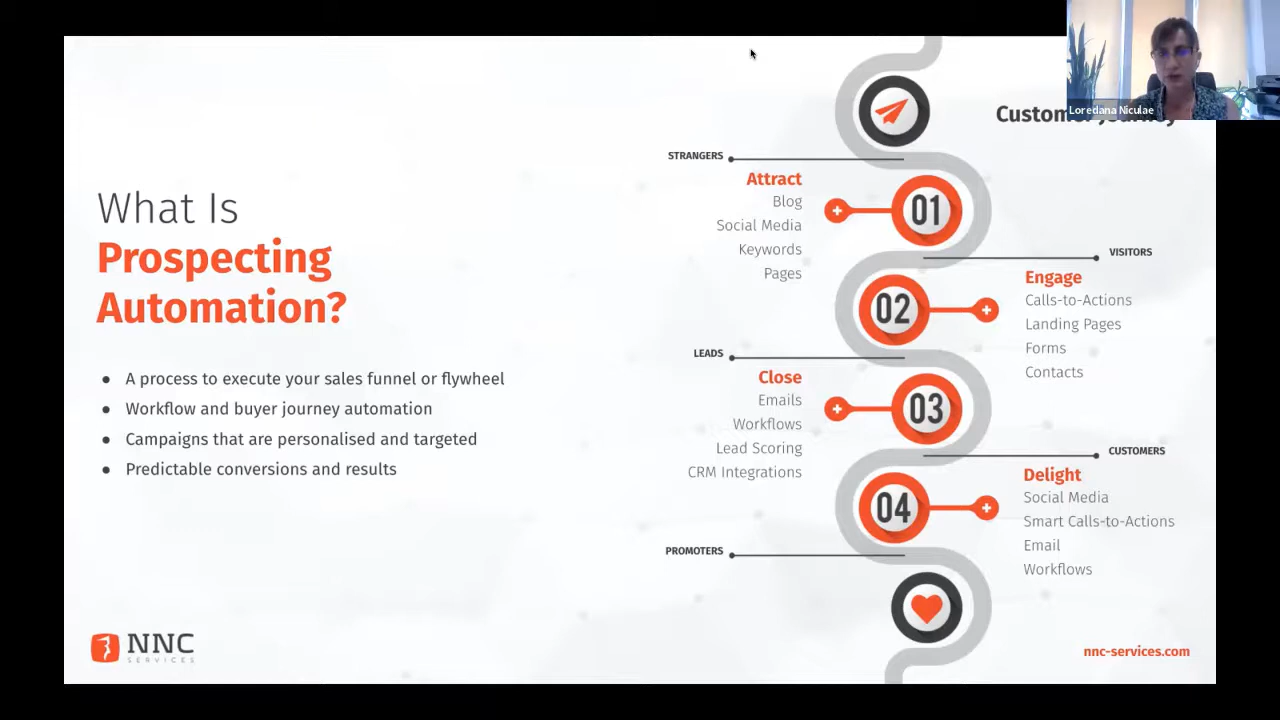 Loredana Niculae
Customer Journey
What Is
Prospecting
Automation?
● A process to execute your sales funnel or flywheel
● Workflow and buyer journey automation
● Campaigns that are personalised and targeted
● Predictable conversions and results
STRANGERS
Attract
Blog
Social Media
Keywords
Pages
01
VISITORS
Engage
Calls-to-Actions
Landing Pages
Forms
Contacts
02
LEADS
Close
Emails
Workflows
Lead Scoring
CRM Integrations
03
CUSTOMERS
Delight
Social Media
Smart Calls-to-Actions
Email
Workflows
04
PROMOTERS
NNC
SERVICES
nnc-services.com